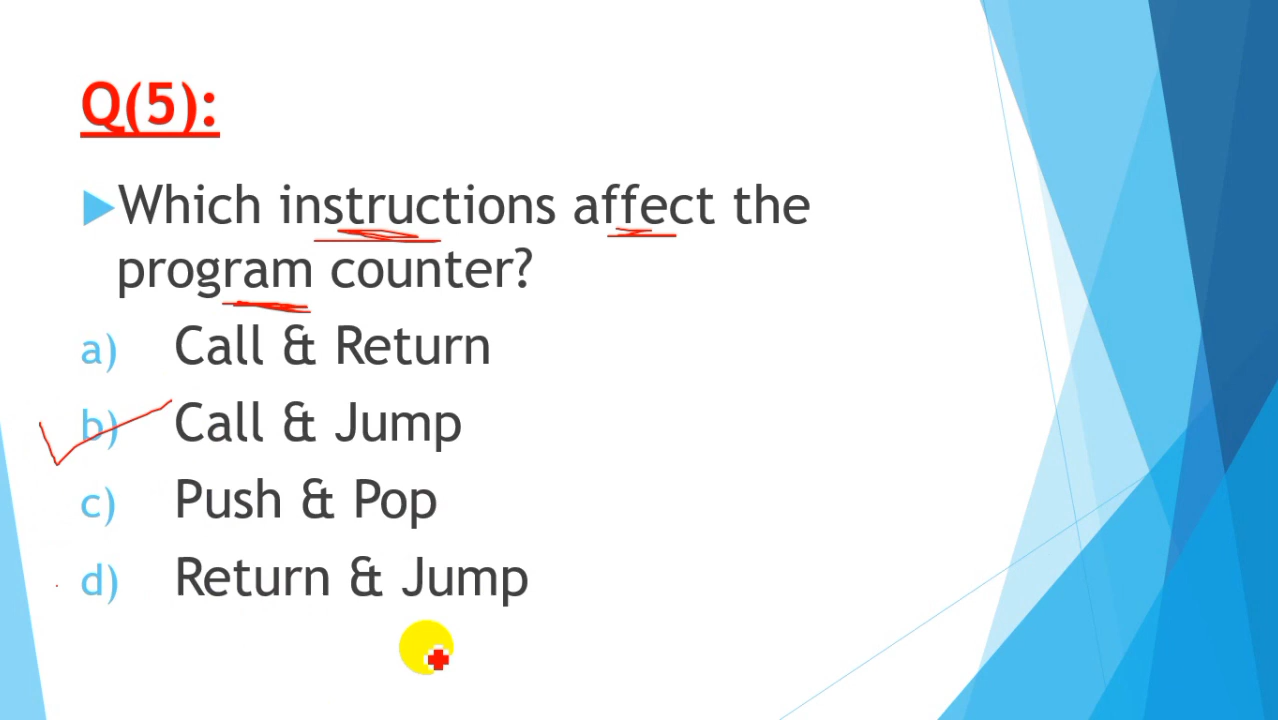 Q(5):
Which instructions affect the
program counter?
a) Call & Return
b) Call & Jump
c) Push & Pop
d) Return & Jump